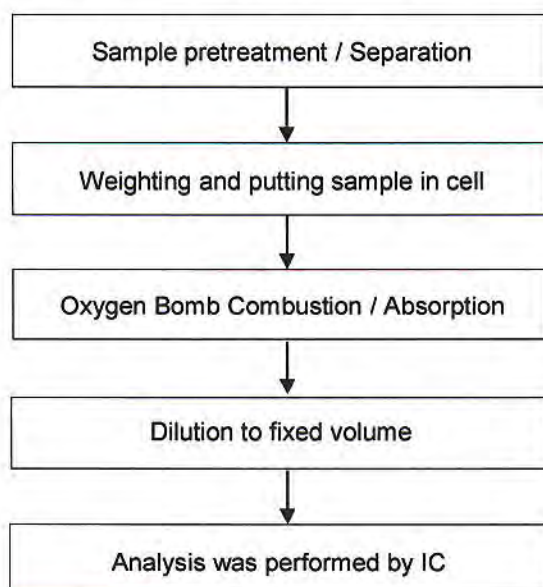 Sample pretreatment / Separation
Weighting and putting sample in cell
Oxygen Bomb Combustion / Absorption
Dilution to fixed volume
Analysis was performed by IC